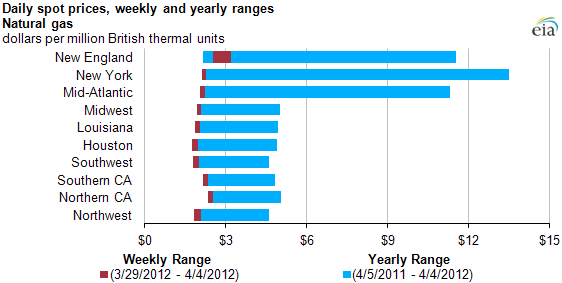 Daily spot prices, weekly and yearly ranges
Natural gas
dollars per million British thermal units
eia
New England
New York
Mid-Atlantic
Midwest
Louisiana
Houston
Southwest
Southern CA
Northern CA
Northwest
$0 $3 $6 $9 $12 $15
Weekly Range Yearly Range
(3/29/2012 - 4/4/2012) (4/5/2011 - 4/4/2012)